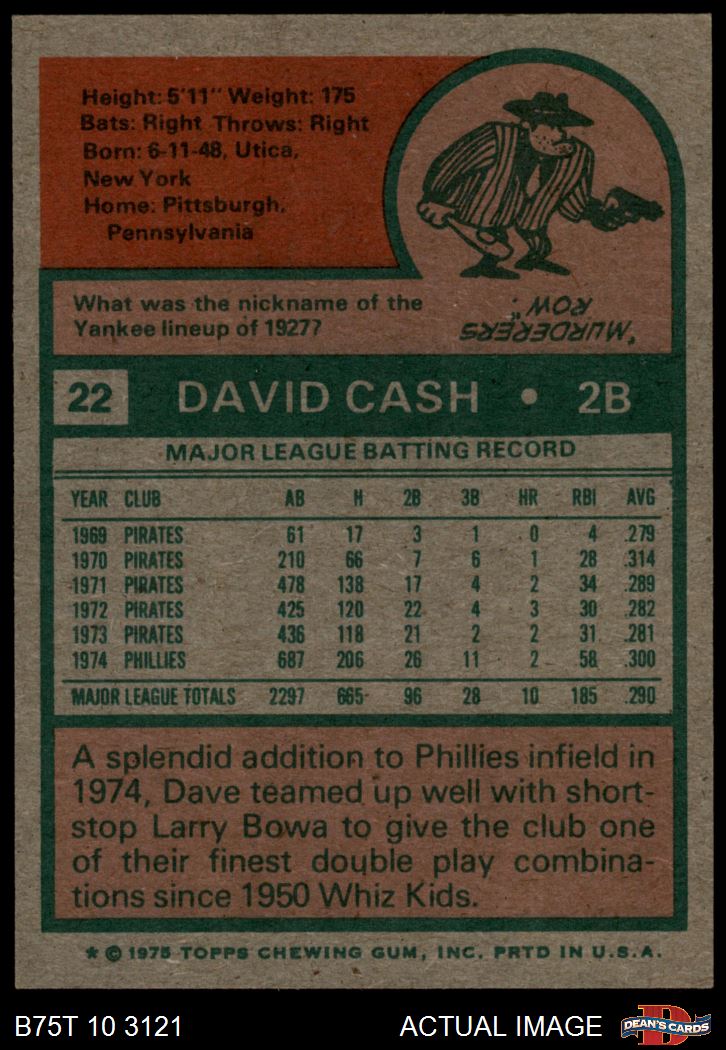 Height: 5'11" Weight: 175
Bats: Right Throws: Right
Born: 6-11-48, Utica,
New York
Home: Pittsburgh,
Pennsylvania
What was the nickname of the
Yankee lineup of 1927?
"MURDERERS
ROW."
22 DAVID CASH • 2B
MAJOR LEAGUE BATTING RECORD
YEAR CLUB AB H 2B 3B HR RBI AVG
1969 PIRATES 61 17 3 1 0 4 .279
1970 PIRATES 210 66 7 6 1 28 .314
1971 PIRATES 478 138 17 4 2 34 .289
1972 PIRATES 425 120 22 4 3 30 .282
1973 PIRATES 436 118 21 2 2 31 .281
1974 PHILLIES 687 206 26 11 2 58 .300
MAJOR LEAGUE TOTALS 2297 665 96 28 10 185 .290
A splendid addition to Phillies infield in
1974, Dave teamed up well with short-
stop Larry Bowa to give the club one
of their finest double play combina-
tions since 1950 Whiz Kids.
* © 1975 TOPPS CHEWING GUM, INC. PRTD IN U.S.A.
B75T 10 3121 ACTUAL IMAGE
D
DEAN'S CARDS